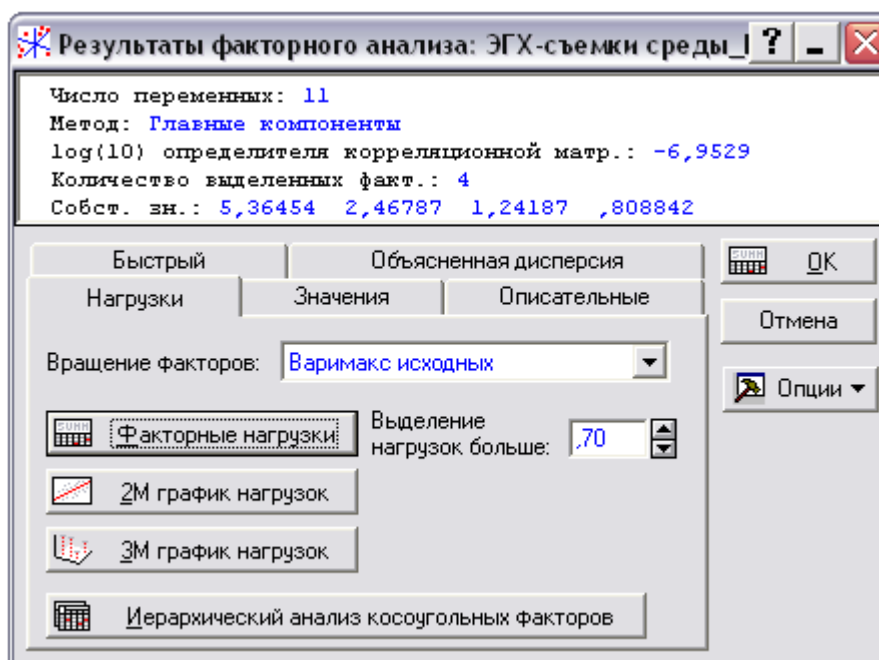 Результаты факторного анализа: ЭГХ-съемки среды_
Число переменных: 11
Метод: Главные компоненты
log(10) определителя корреляционной матр.: -6,9529
Количество выделенных факт.: 4
Собст. зн.: 5,36454 2,46787 1,24187 ,808842
Быстрый Объясненная дисперсия
Нагрузки Значения Описательные
Вращение факторов: Варимакс исходных
Факторные нагрузки
Выделение
нагрузок больше: ,70
2М график нагрузок
3М график нагрузок
Иерархический анализ косоугольных факторов
SUMM OK
Отмена
Опции